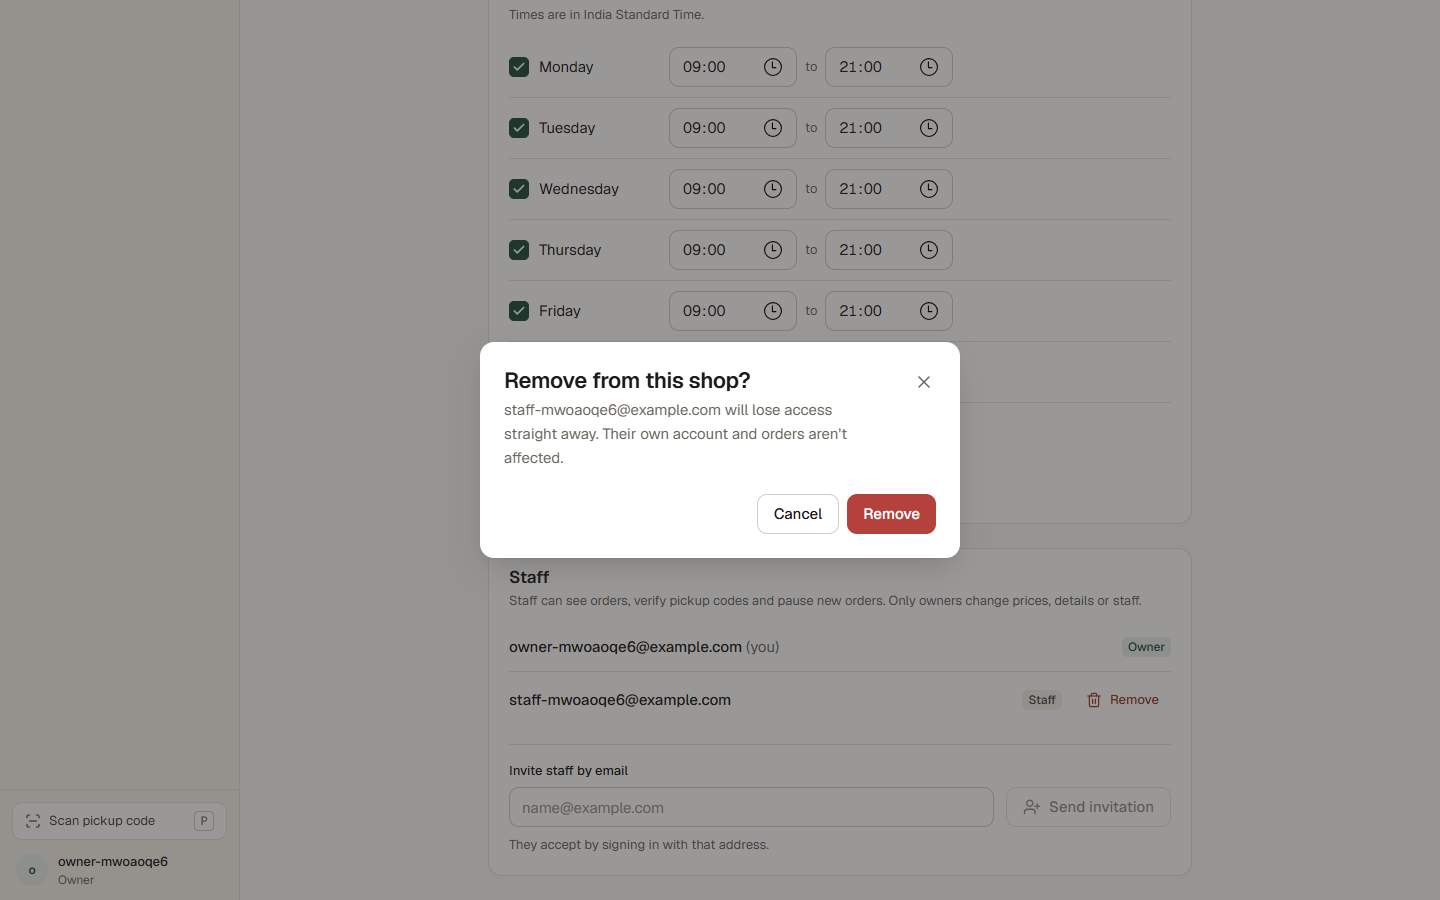 Times are in India Standard Time.
Monday 09:00 to 21:00
Tuesday 09:00 to 21:00
Wednesday 09:00 to 21:00
Thursday 09:00 to 21:00
Friday 09:00 to 21:00
Remove from this shop?
staff-mwoaoqe6@example.com will lose access
straight away. Their own account and orders aren't
affected.
Cancel Remove
Staff
Staff can see orders, verify pickup codes and pause new orders. Only owners change prices, details or staff.
owner-mwoaoqe6@example.com (you) Owner
staff-mwoaoqe6@example.com Staff Remove
Invite staff by email
name@example.com Send invitation
They accept by signing in with that address.
Scan pickup code P
o owner-mwoaoqe6
Owner